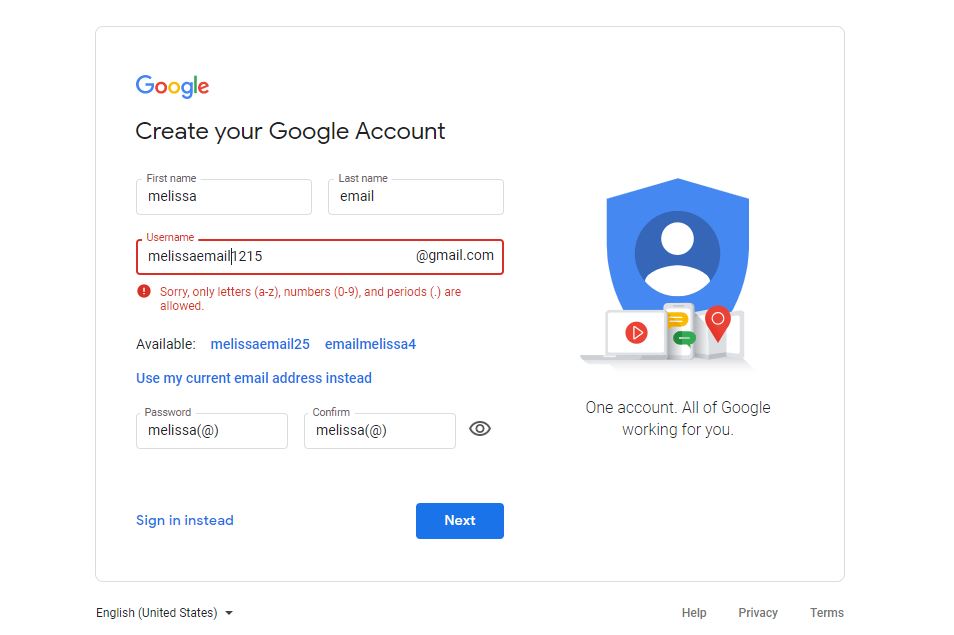 Google
Create your Google Account
First name
melissa
Last name
email
Username
melissaemail1215
@gmail.com
Sorry, only letters (a-z), numbers (0-9), and periods (.) are
allowed.
Available: melissaemail25 emailmelissa4
Use my current email address instead
Password
melissa(@)
Confirm
melissa(@)
Sign in instead
Next
One account. All of Google
working for you.
English (United States)
Help Privacy Terms